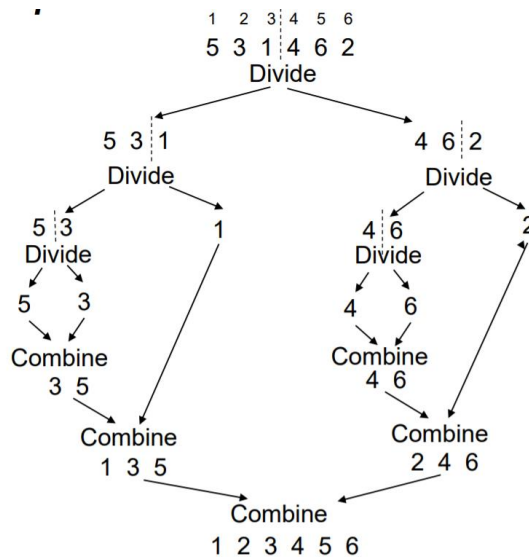 1 2 3 4 5 6
5 3 1 4 6 2
Divide
5 3 1 4 6 2
Divide Divide
5 3 1 4 6 2
Divide Divide
5 3 4 6
Combine Combine
3 5 4 6
Combine Combine
1 3 5 2 4 6
Combine
1 2 3 4 5 6